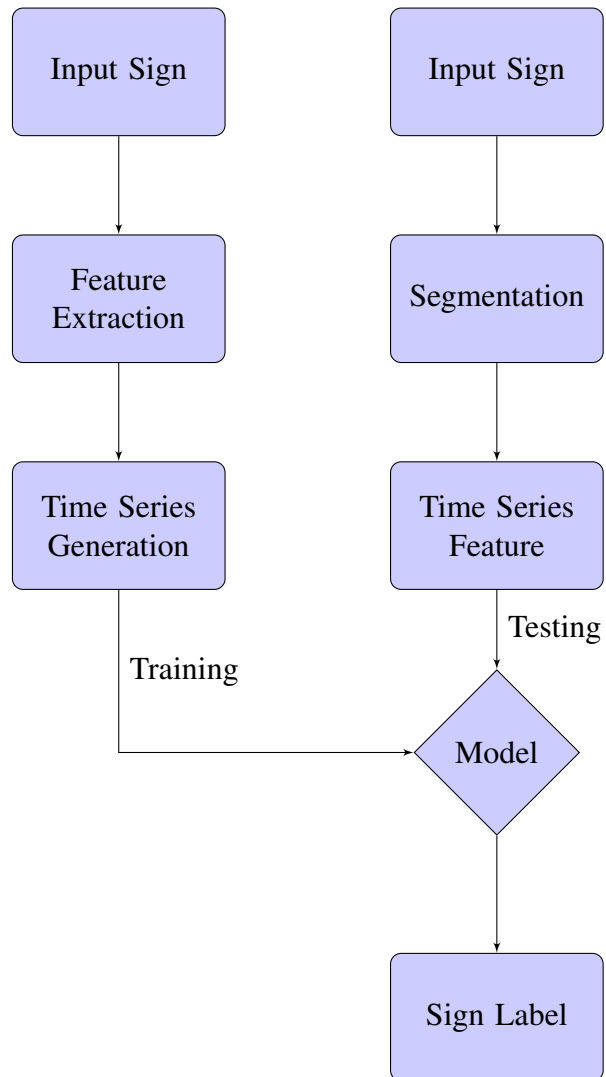 Input Sign
Input Sign
Feature
Extraction
Segmentation
Time Series
Generation
Time Series
Feature
Testing
Training
Model
Sign Label